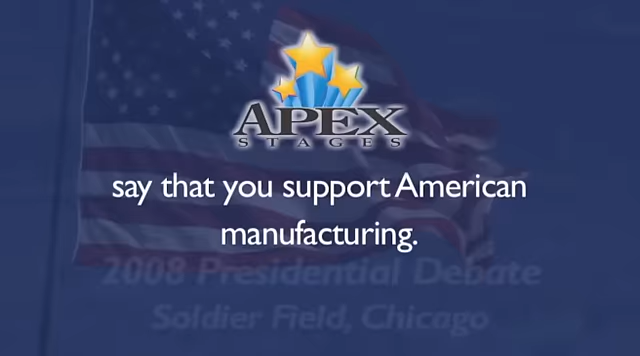 APEX
STAGES
say that you support American
manufacturing.
2008 Presidential Debate
Soldier Field, Chicago